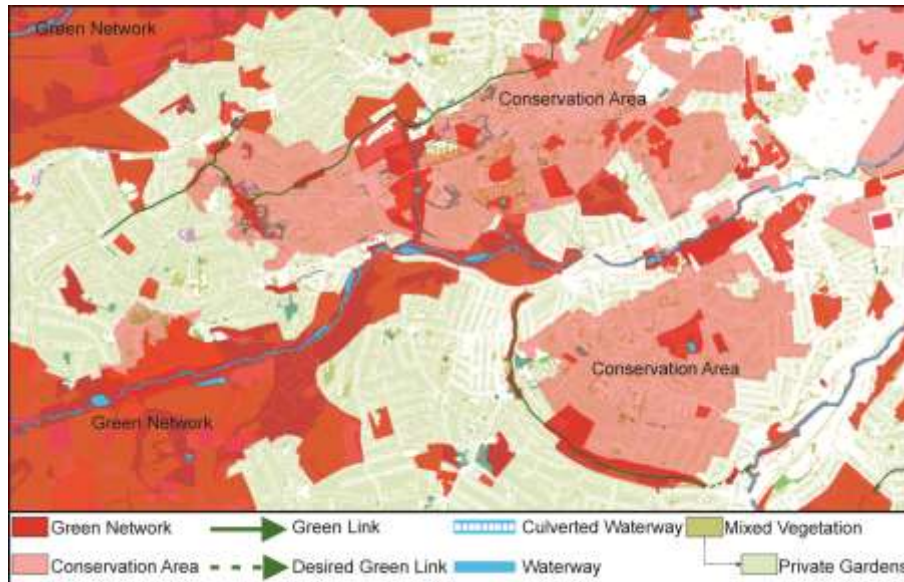 Green Network
Conservation Area
Conservation Area
Green Network
Green Network
Green Link
Culverted Waterway
Mixed Vegetation
Conservation Area
Desired Green Link
Waterway
Private Gardens